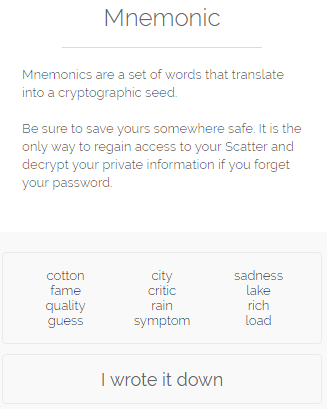 Mnemonic
Mnemonics are a set of words that translate
into a cryptographic seed.
Be sure to save yours somewhere safe. It is the
only way to regain access to your Scatter and
decrypt your private information if you forget
your password.
cotton city sadness
fame critic lake
quality rain rich
guess symptom load
I wrote it down